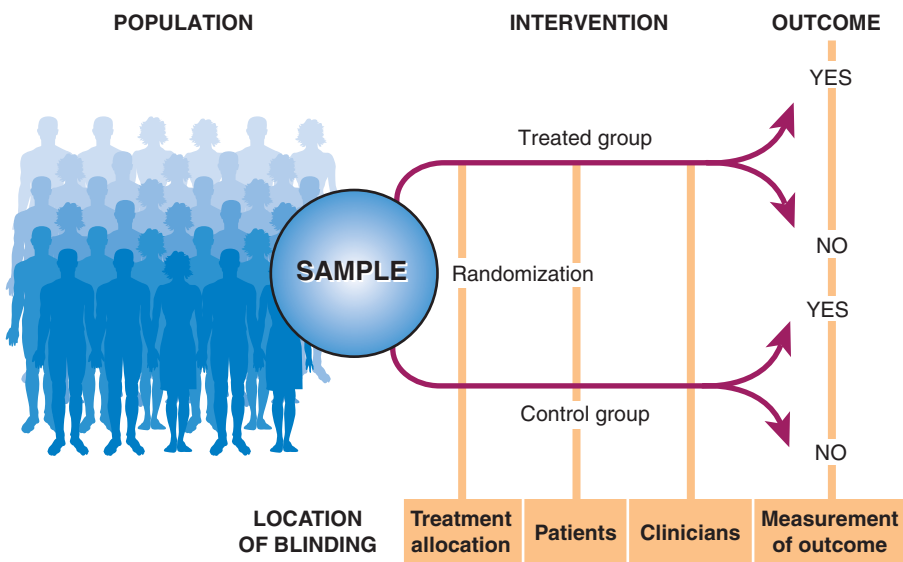 POPULATION
INTERVENTION
OUTCOME
YES
Treated group
NO
SAMPLE
Randomization
YES
Control group
NO
LOCATION
OF BLINDING
Treatment
allocation
Patients
Clinicians
Measurement
of outcome